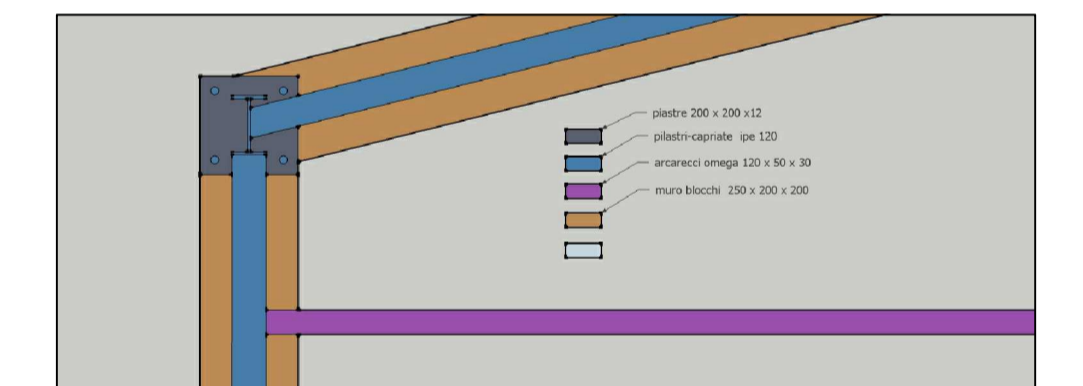 piastre 200 x 200 x12
pilastri-capriate ipe 120
arcarecci omega 120 x 50 x 30
muro blocchi 250 x 200 x 200